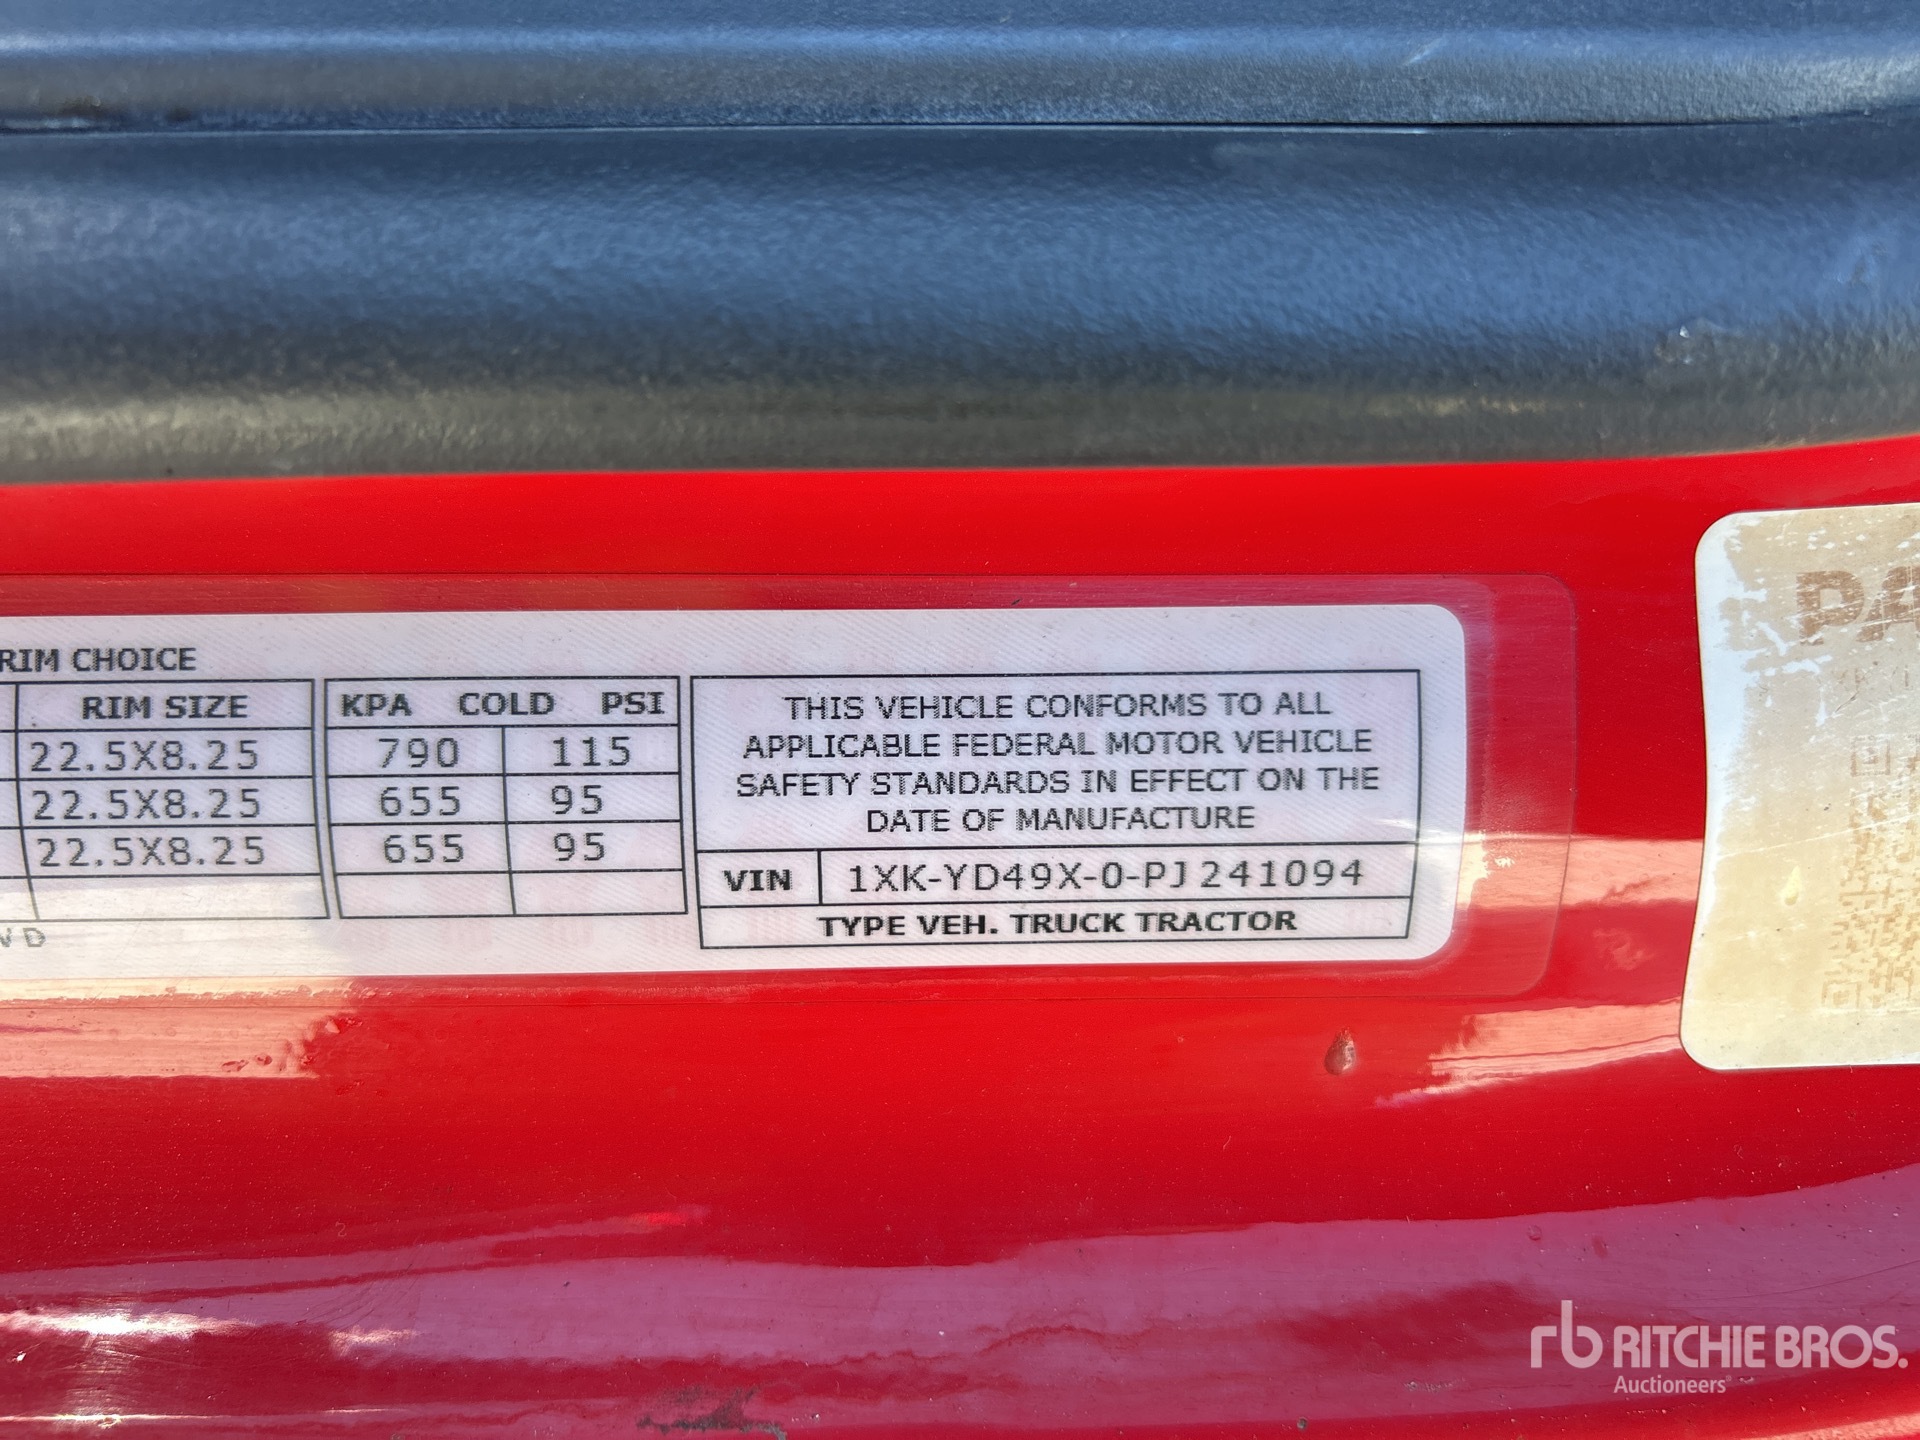 RIM CHOICE
RIM SIZE KPA COLD PSI
22.5X8.25 790 115
22.5X8.25 655 95
22.5X8.25 655 95
THIS VEHICLE CONFORMS TO ALL
APPLICABLE FEDERAL MOTOR VEHICLE
SAFETY STANDARDS IN EFFECT ON THE
DATE OF MANUFACTURE
VIN 1XK-YD49X-0-PJ241094
TYPE VEH. TRUCK TRACTOR
PA
rb RITCHIE BROS.
Auctioneers